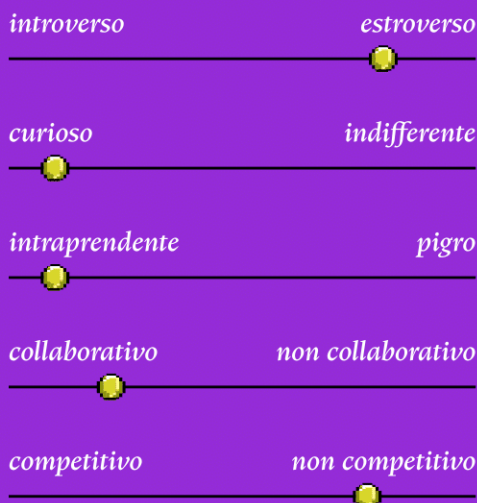 introverso estroverso
curioso indifferente
intraprendente pigro
collaborativo non collaborativo
competitivo non competitivo